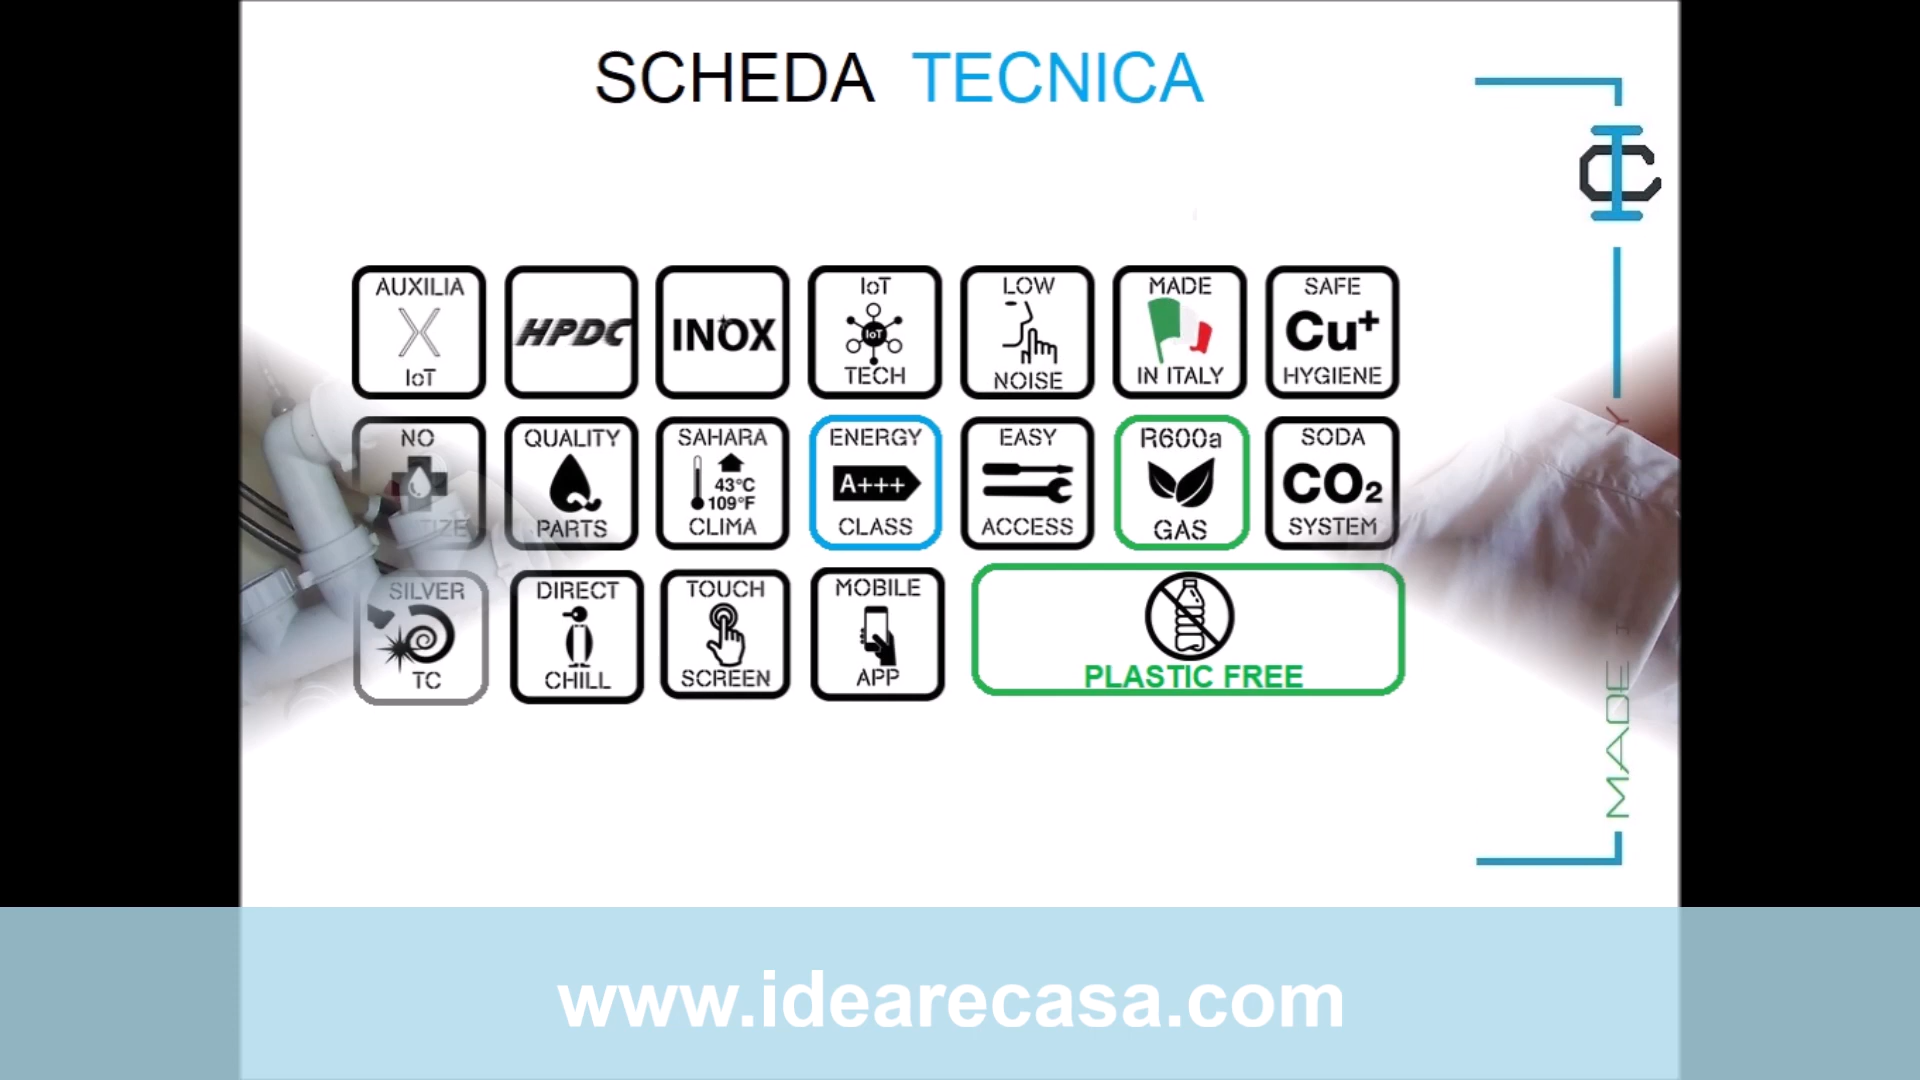 SCHEDA TECNICA
AUXILIA
X
IoT
HPDC
INOX
IoT
IoT
TECH
LOW
NOISE
MADE
IN ITALY
SAFE
Cu+
HYGIENE
NO
QUALITY
PARTS
SAHARA
43°C
109°F
CLIMA
ENERGY
A+++
CLASS
EASY
ACCESS
R600a
GAS
SODA
CO2
SYSTEM
SILVER
TC
DIRECT
CHILL
TOUCH
SCREEN
MOBILE
APP
PLASTIC FREE
IC
MADE I Y
www.idearecasa.com